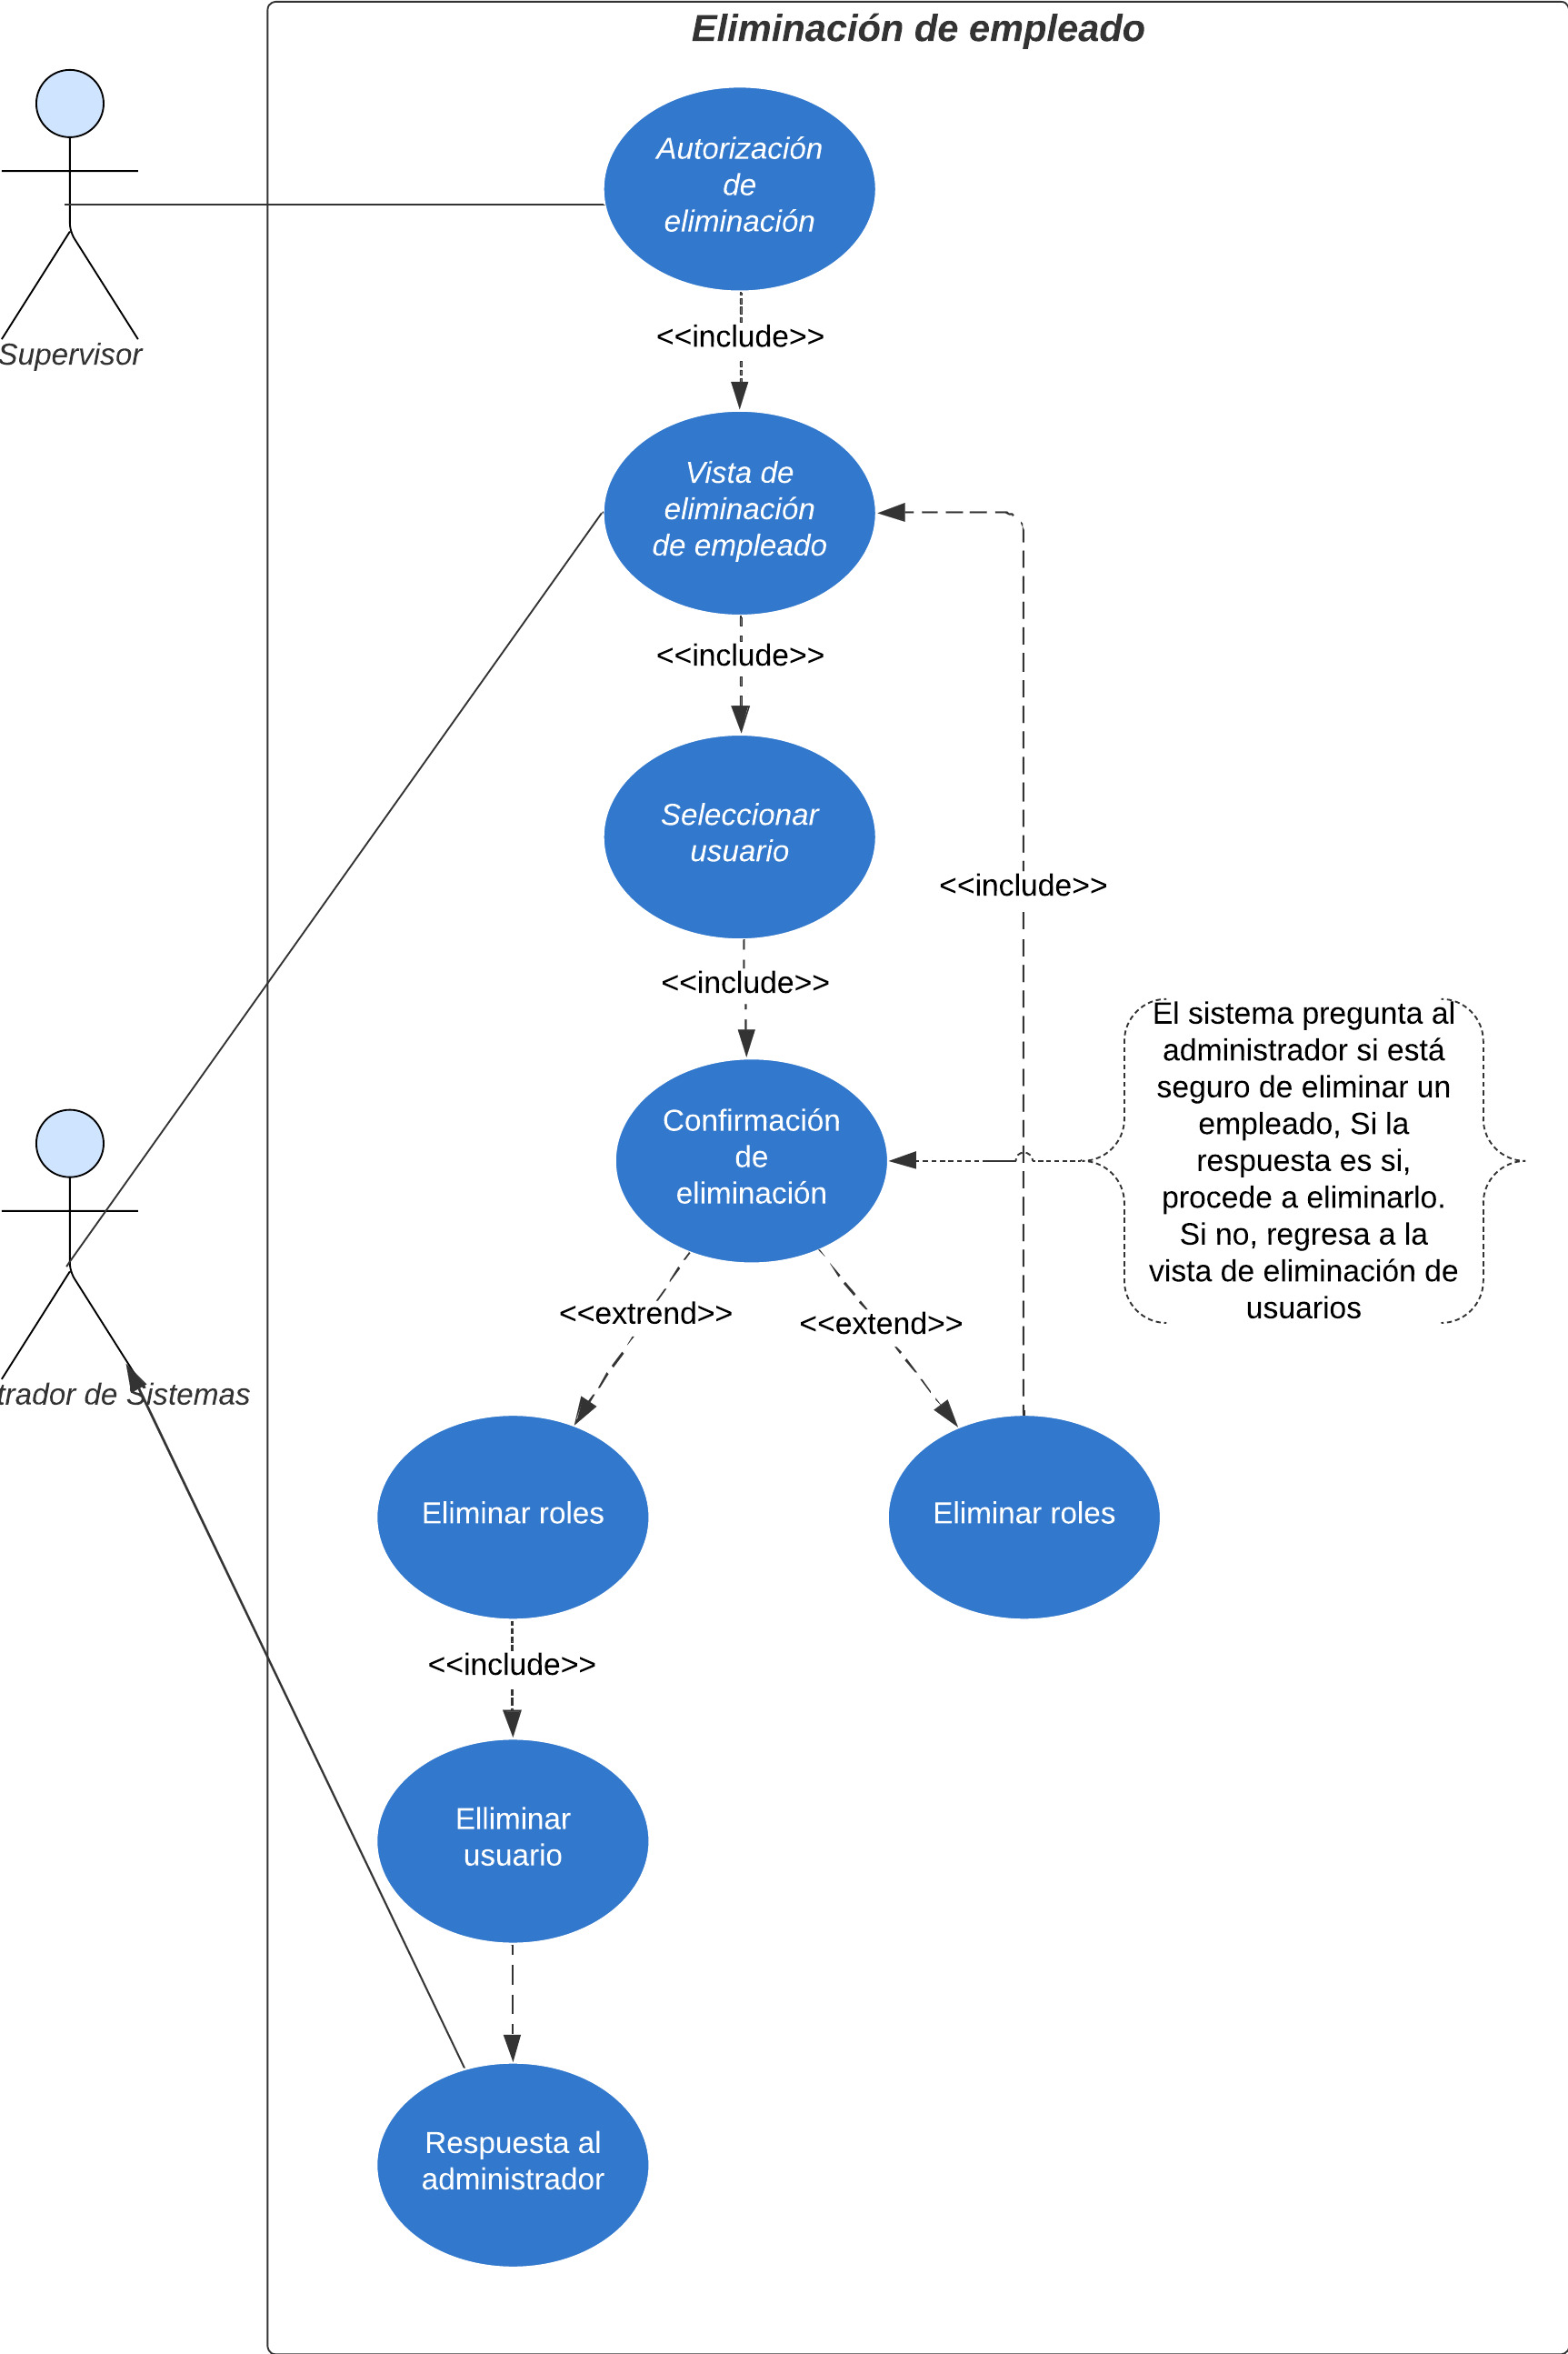 Eliminación de empleado
Autorización
de
eliminación
<<include>>
Supervisor
Vista de
eliminación
de empleado
<<include>>
Seleccionar
usuario
<<include>>
<<include>>
El sistema pregunta al
administrador si está
seguro de eliminar un
empleado, Si la
respuesta es si,
procede a eliminarlo.
Si no, regresa a la
vista de eliminación de
usuarios
Confirmación
de
eliminación
<<extrend>>
<<extend>>
trador de Sistemas
Eliminar roles
Eliminar roles
<<include>>
Elliminar
usuario
Respuesta al
administrador